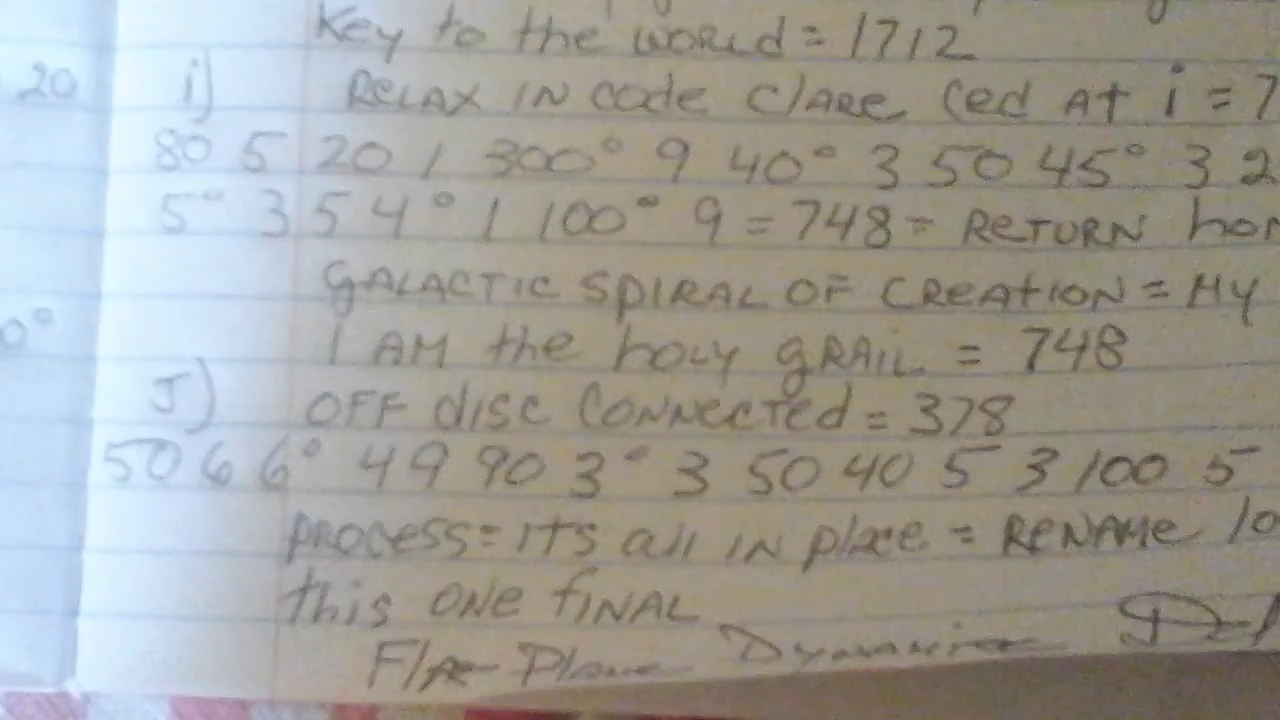 Key to the world = 1712
20 i) RELAX IN code clare (ed At i = 7
80 5 20 1 300° 9 40° 3 50 45° 3 2
5° 3 5 4° 1 100° 9 = 748 = RETURN hom
GALACTIC SPIRAL OF CREATION = My
0° I AM the holy GRAIL = 748
J) OFF disc CONNECTED = 378
50 6 6° 4 9 90 3° 3 50 40 5 3 100 5
process = ITS all IN place = RENAME 10
this ONE fINAL